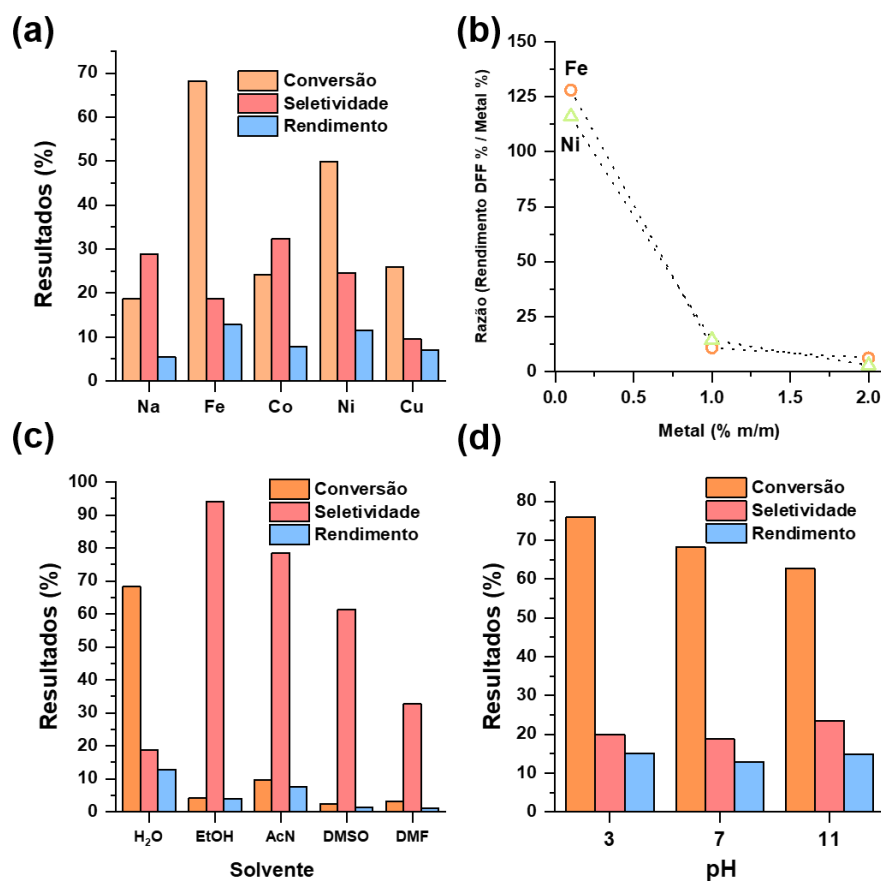 (a)
Resultados (%)
70
60
50
40
30
20
10
0
Conversão
Seletividade
Rendimento
Na Fe Co Ni Cu
(b)
Razão (Rendimento DFF % / Metal %)
150
125
100
75
50
25
0
Fe
Ni
0.0 0.5 1.0 1.5 2.0
Metal (% m/m)
(c)
Resultados (%)
100
90
80
70
60
50
40
30
20
10
0
Conversão
Seletividade
Rendimento
H₂O EtOH AcN DMSO DMF
Solvente
(d)
Resultados (%)
80
70
60
50
40
30
20
10
0
Conversão
Seletividade
Rendimento
3 7 11
pH